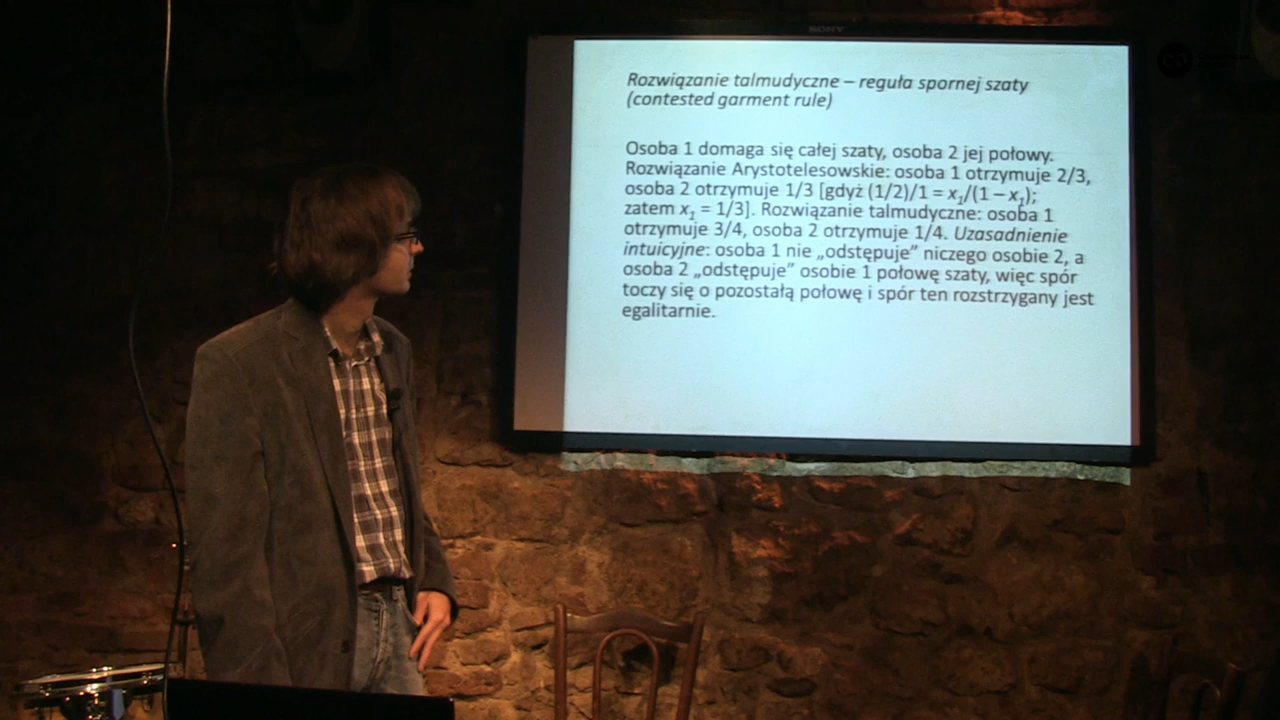 SONY
Rozwiązanie talmudyczne – reguła spornej szaty
(contested garment rule)
Osoba 1 domaga się całej szaty, osoba 2 jej połowy.
Rozwiązanie Arystotelesowskie: osoba 1 otrzymuje 2/3,
osoba 2 otrzymuje 1/3 [gdyż (1/2)/1 = x₁/(1 – x₁);
zatem x₁ = 1/3]. Rozwiązanie talmudyczne: osoba 1
otrzymuje 3/4, osoba 2 otrzymuje 1/4. Uzasadnienie
intuicyjne: osoba 1 nie „odstępuje” niczego osobie 2, a
osoba 2 „odstępuje” osobie 1 połowę szaty, więc spór
toczy się o pozostałą połowę i spór ten rozstrzygany jest
egalitarnie.